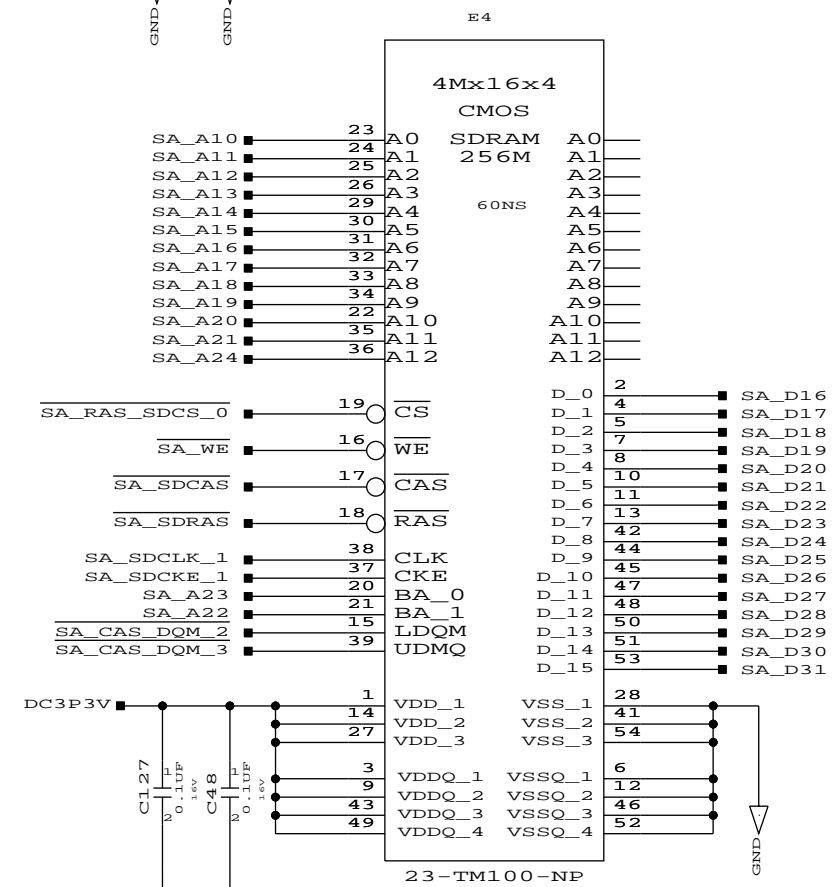 GND
GND
E4
4Mx16x4
CMOS
SDRAM
256M
60NS
SA_A10 23 A0 A0
SA_A11 24 A1 A1
SA_A12 25 A2 A2
SA_A13 26 A3 A3
SA_A14 29 A4 A4
SA_A15 30 A5 A5
SA_A16 31 A6 A6
SA_A17 32 A7 A7
SA_A18 33 A8 A8
SA_A19 34 A9 A9
SA_A20 22 A10 A10
SA_A21 35 A11 A11
SA_A24 36 A12 A12
D_0 2 SA_D16
SA_RAS_SDCS_0 19 CS D_1 4 SA_D17
D_2 5 SA_D18
SA_WE 16 WE D_3 7 SA_D19
D_4 8 SA_D20
SA_SDCAS 17 CAS D_5 10 SA_D21
D_6 11 SA_D22
SA_SDRAS 18 RAS D_7 13 SA_D23
D_8 42 SA_D24
SA_SDCLK_1 38 CLK D_9 44 SA_D25
SA_SDCKE_1 37 CKE D_10 45 SA_D26
SA_A23 20 BA_0 D_11 47 SA_D27
SA_A22 21 BA_1 D_12 48 SA_D28
SA_CAS_DQM_2 15 LDQM D_13 50 SA_D29
SA_CAS_DQM_3 39 UDMQ D_14 51 SA_D30
D_15 53 SA_D31
DC3P3V 1 VDD_1 VSS_1 28
14 VDD_2 VSS_2 41
27 VDD_3 VSS_3 54
3 VDDQ_1 VSSQ_1 6
9 VDDQ_2 VSSQ_2 12
43 VDDQ_3 VSSQ_3 46
49 VDDQ_4 VSSQ_4 52
C127 1 2 0.1UF 16V
C48 1 2 0.1UF 16V
GND
23-TM100-NP